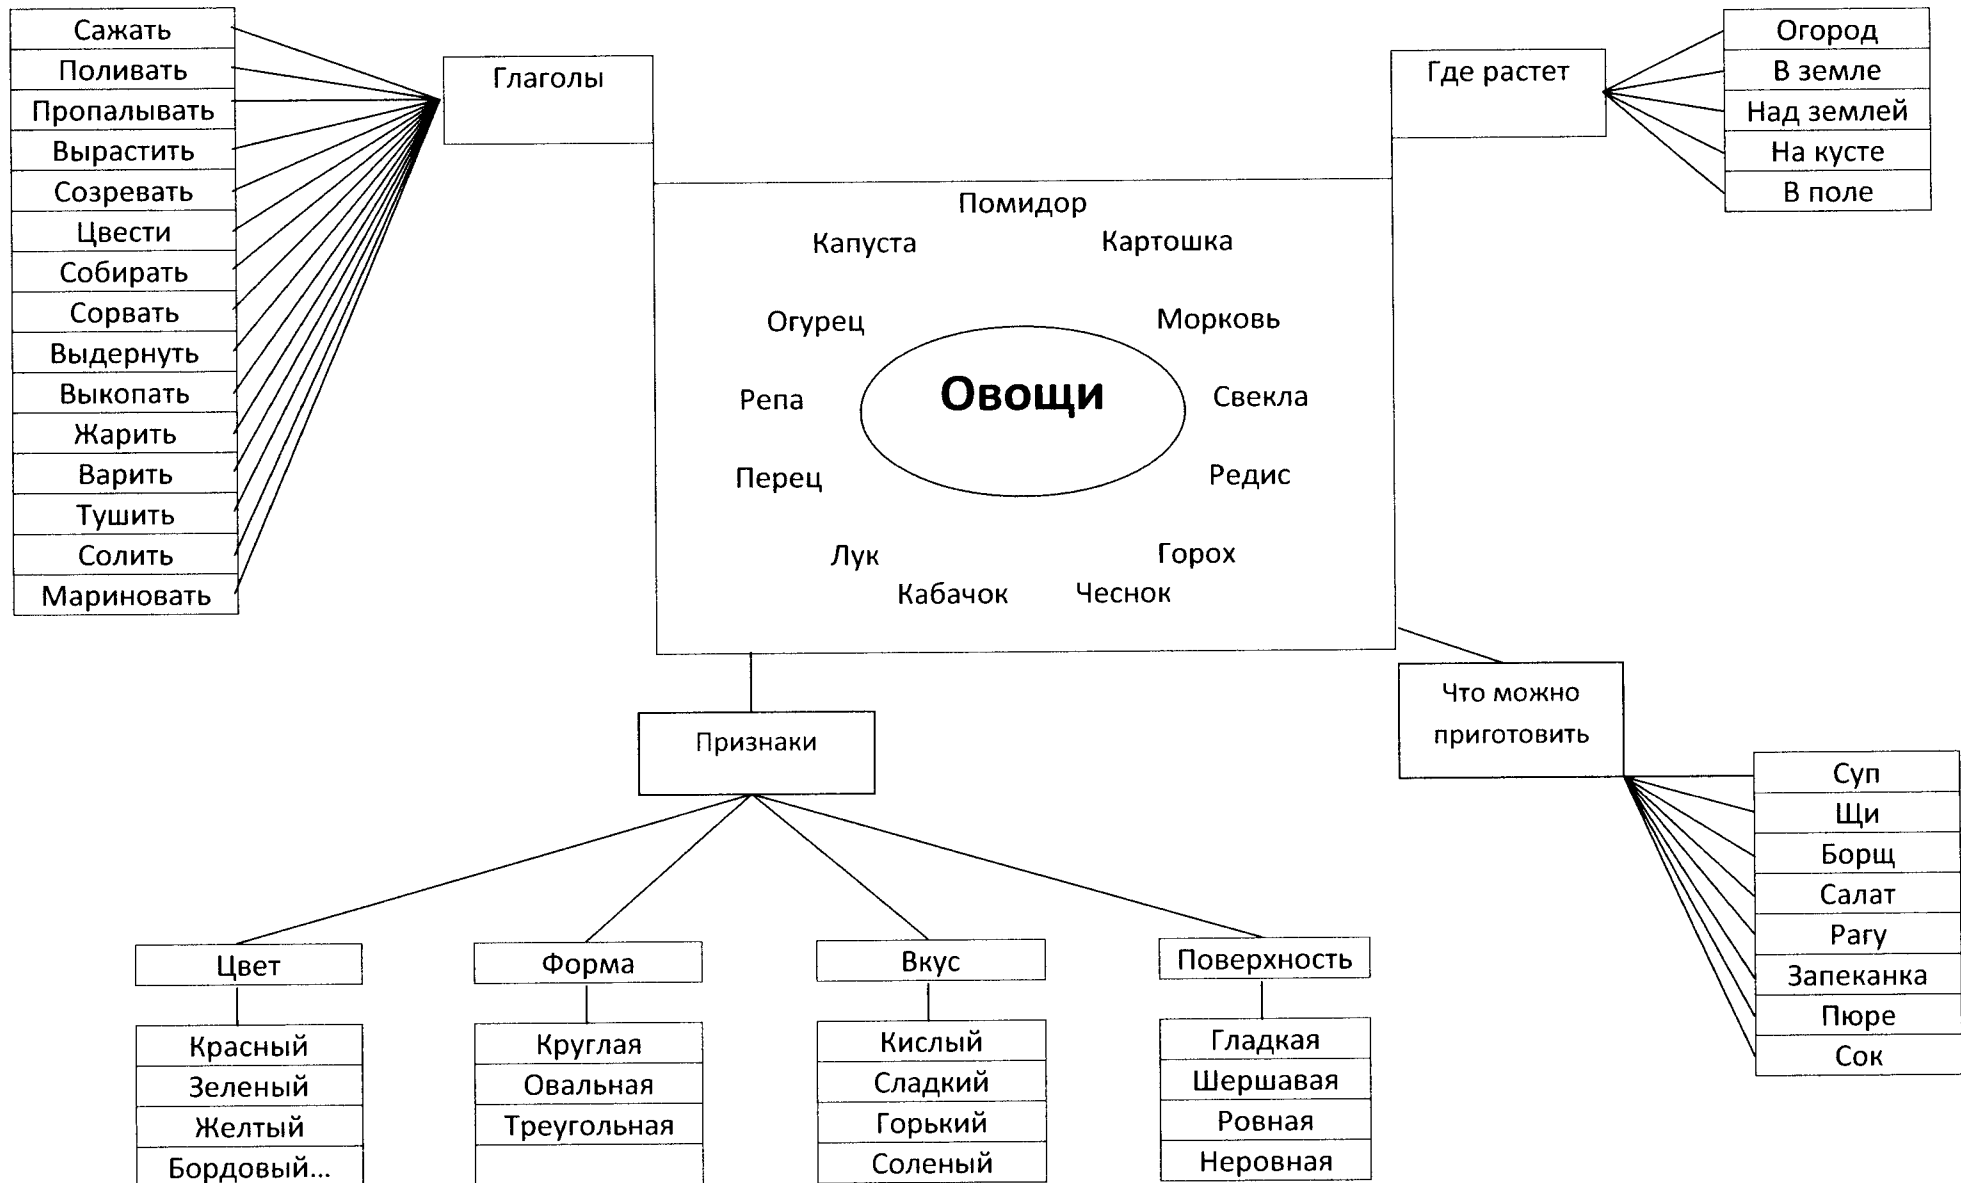 Сажать
Поливать
Пропалывать
Вырастить
Созревать
Цвести
Собирать
Сорвать
Выдернуть
Выкопать
Жарить
Варить
Тушить
Солить
Мариновать
Глаголы
Где растет
Огород
В земле
Над землей
На кусте
В поле
Помидор
Капуста
Картошка
Огурец
Морковь
Овощи
Репа
Свекла
Перец
Редис
Лук
Горох
Кабачок
Чеснок
Что можно
приготовить
Суп
Щи
Борщ
Салат
Рагу
Запеканка
Пюре
Сок
Признаки
Цвет
Красный
Зеленый
Желтый
Бордовый...
Форма
Круглая
Овальная
Треугольная
Вкус
Кислый
Сладкий
Горький
Соленый
Поверхность
Гладкая
Шершавая
Ровная
Неровная